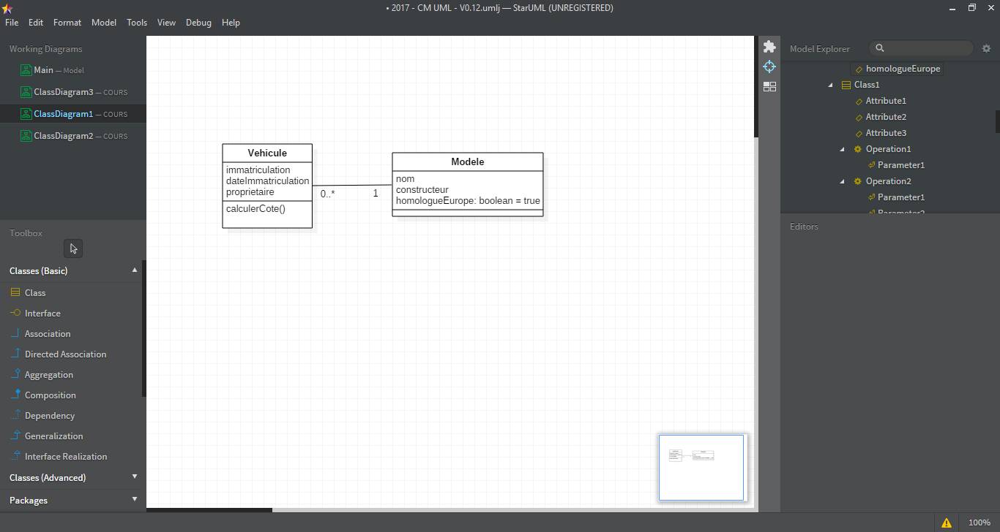 • 2017 - CM UML - V0.12.umlj — StarUML (UNREGISTERED)
File Edit Format Model Tools View Debug Help
Working Diagrams
Main — Model
ClassDiagram3 — COURS
ClassDiagram1 — COURS
ClassDiagram2 — COURS
Toolbox
Classes (Basic)
Class
Interface
Association
Directed Association
Aggregation
Composition
Dependency
Generalization
Interface Realization
Classes (Advanced)
Packages
Vehicule
immatriculation
dateImmatriculation
proprietaire
calculerCote()
0..* 1
Modele
nom
constructeur
homologueEurope: boolean = true
Model Explorer
homologueEurope
Class1
Attribute1
Attribute2
Attribute3
Operation1
Parameter1
Operation2
Parameter1
Parameter2
Editors
100%